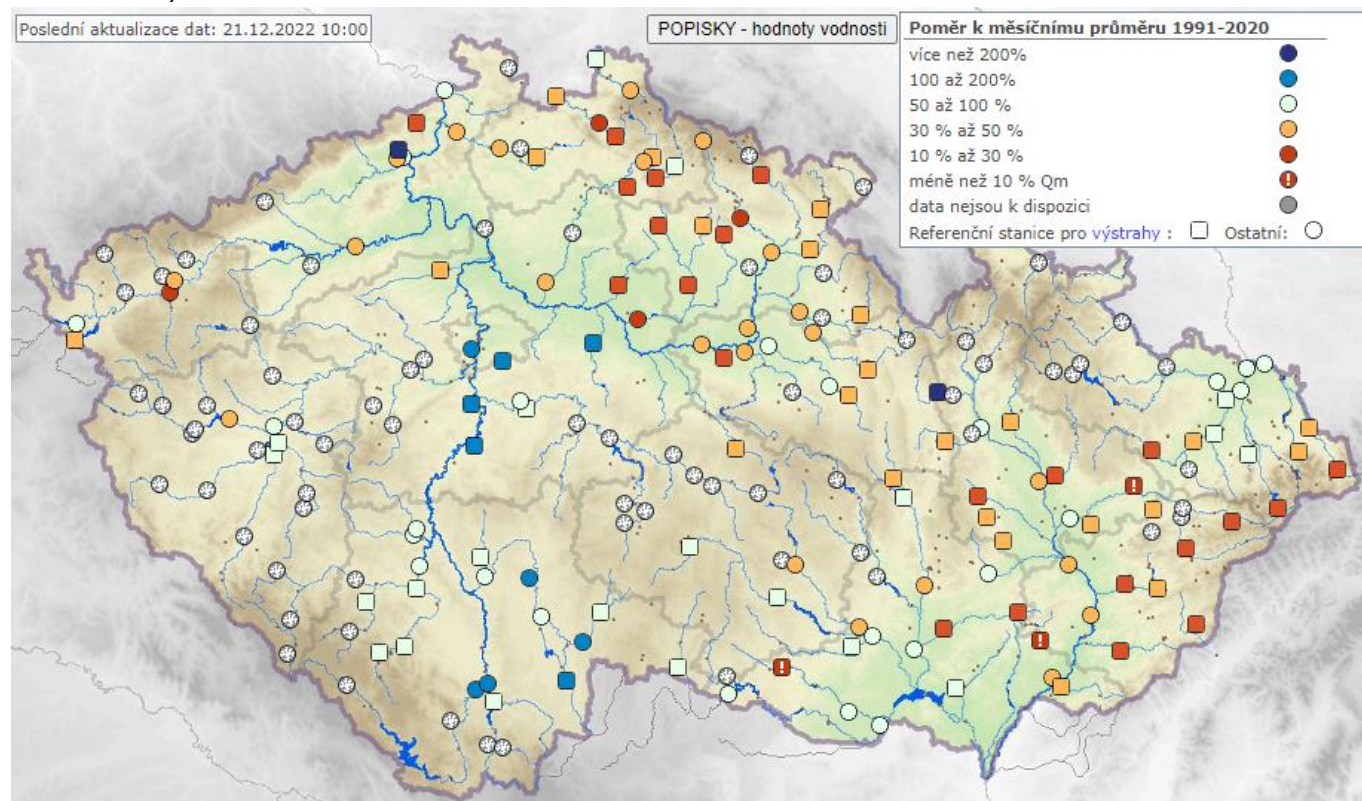 Poslední aktualizace dat: 21.12.2022 10:00
POPISKY - hodnoty vodnosti
Poměr k měsíčnímu průměru 1991-2020
více než 200%
100 až 200%
50 až 100 %
30 % až 50 %
10 % až 30 %
méně než 10 % Qm
data nejsou k dispozici
Referenční stanice pro výstrahy : Ostatní: